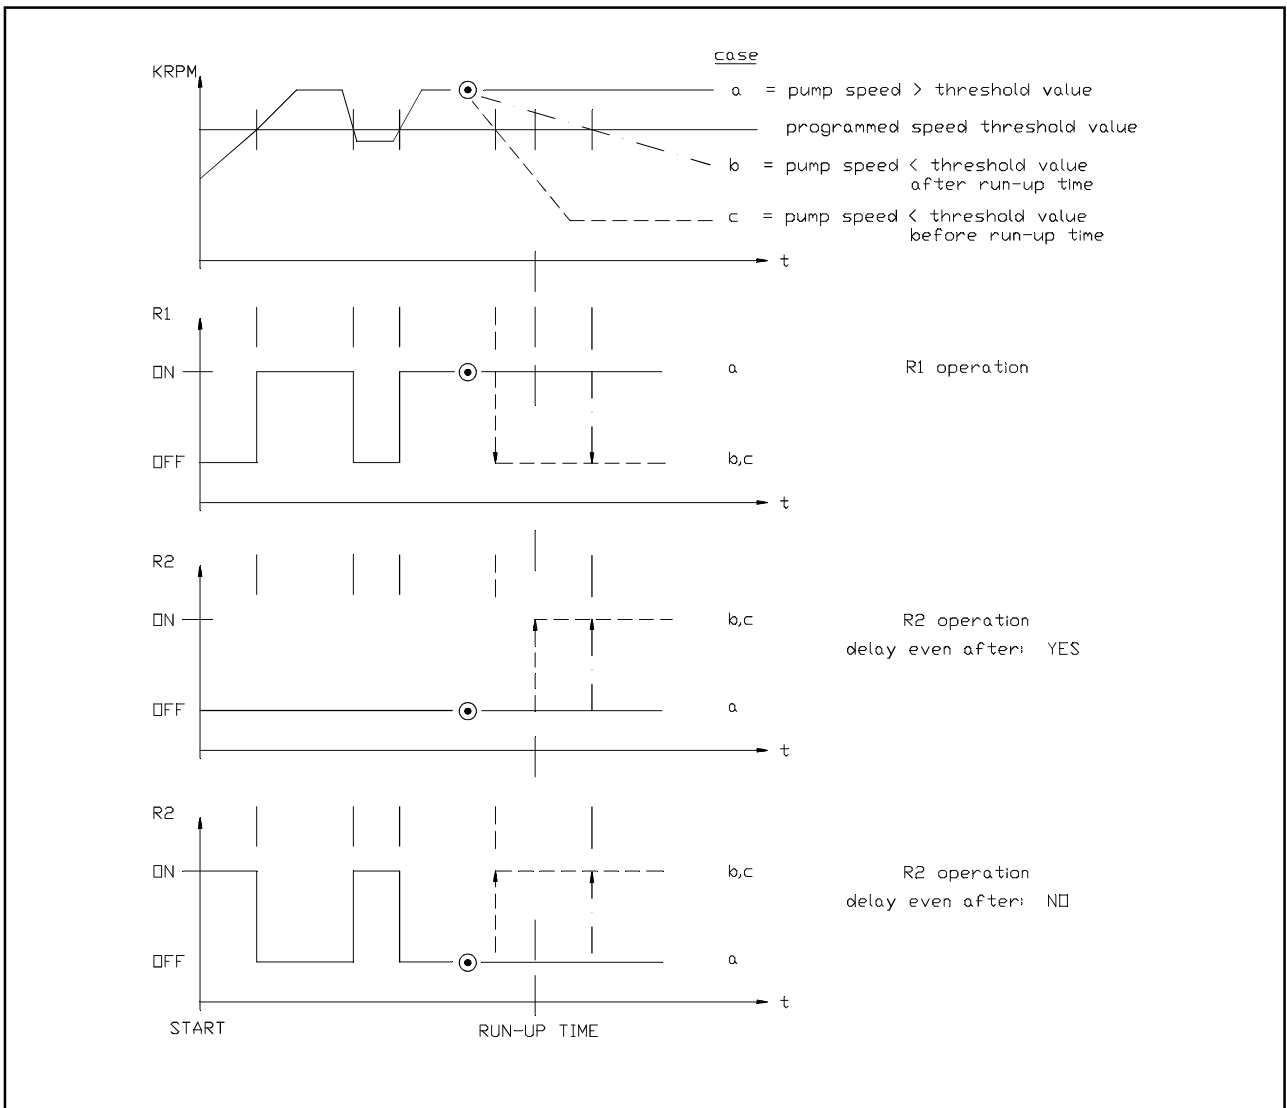 case
KRPM
a = pump speed > threshold value
programmed speed threshold value
b = pump speed < threshold value
after run-up time
c = pump speed < threshold value
before run-up time
t
R1
ON
a
R1 operation
OFF
b,c
t
R2
ON
b,c
R2 operation
delay even after: YES
OFF
a
t
R2
ON
b,c
R2 operation
delay even after: NO
OFF
a
t
START
RUN-UP TIME